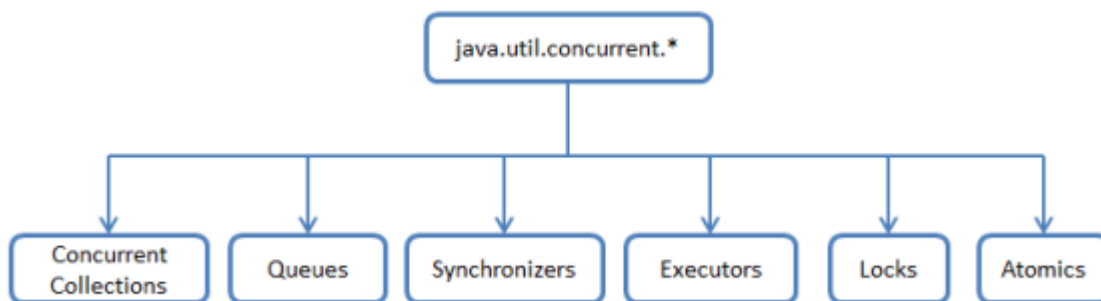 java.util.concurrent.*
Concurrent
Collections
Queues
Synchronizers
Executors
Locks
Atomics